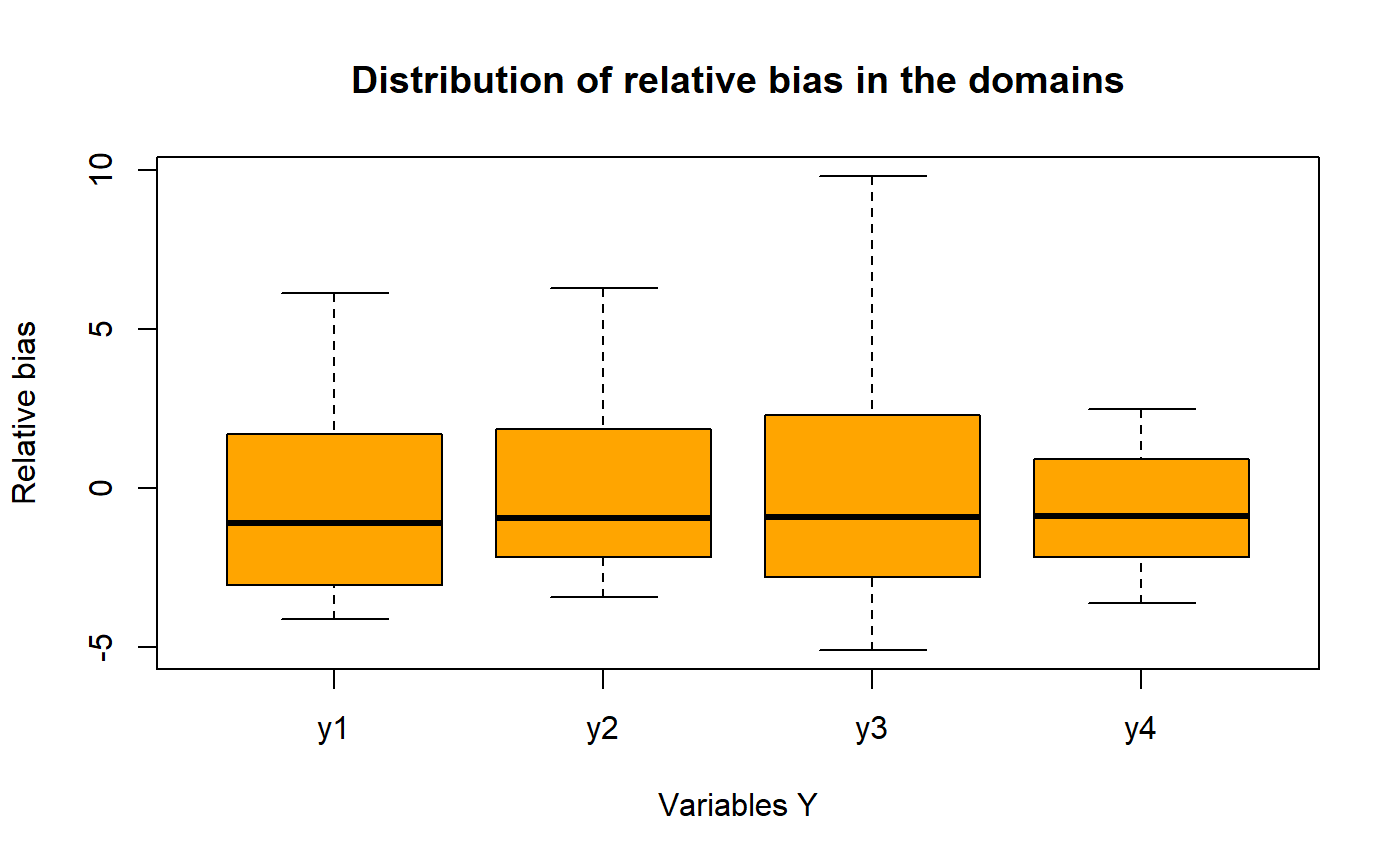 Distribution of relative bias in the domains
Relative bias
10
5
0
-5
y1 y2 y3 y4
Variables Y